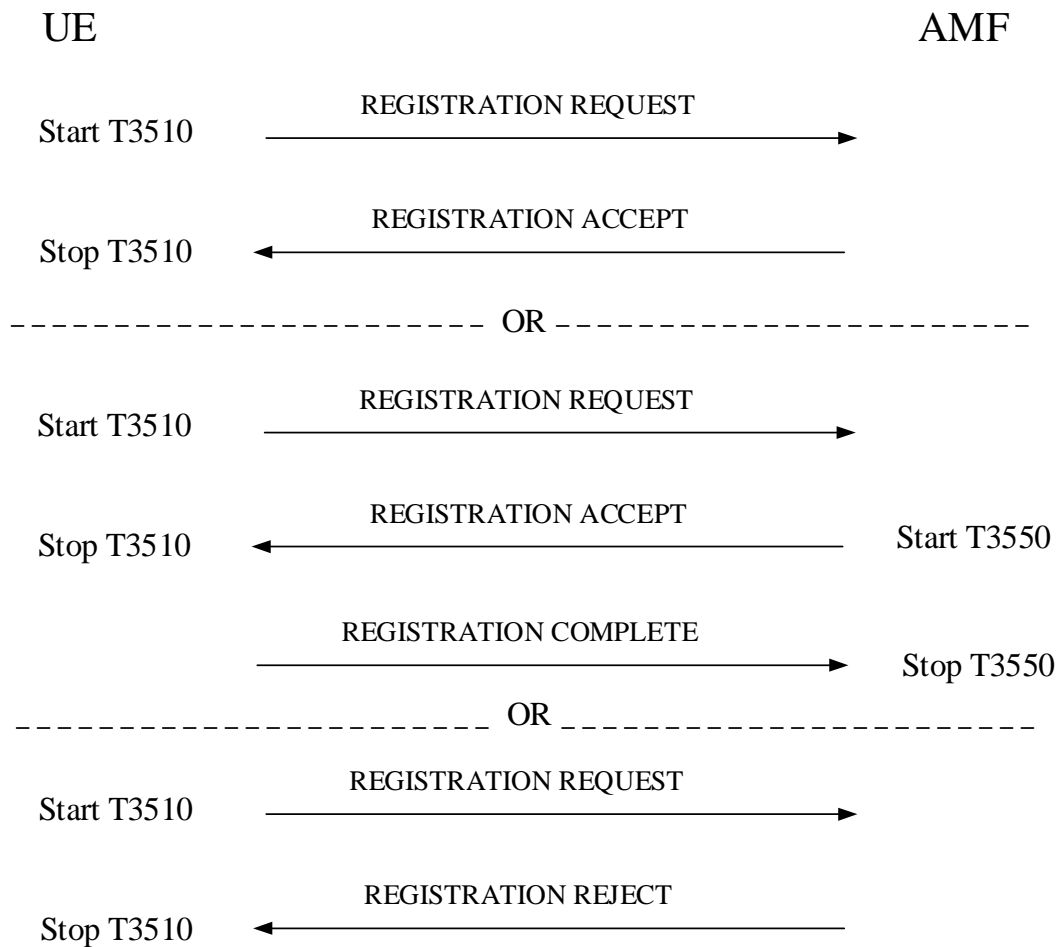 UE AMF
REGISTRATION REQUEST
Start T3510
REGISTRATION ACCEPT
Stop T3510
OR
REGISTRATION REQUEST
Start T3510
REGISTRATION ACCEPT
Stop T3510 Start T3550
REGISTRATION COMPLETE
Stop T3550
OR
REGISTRATION REQUEST
Start T3510
REGISTRATION REJECT
Stop T3510